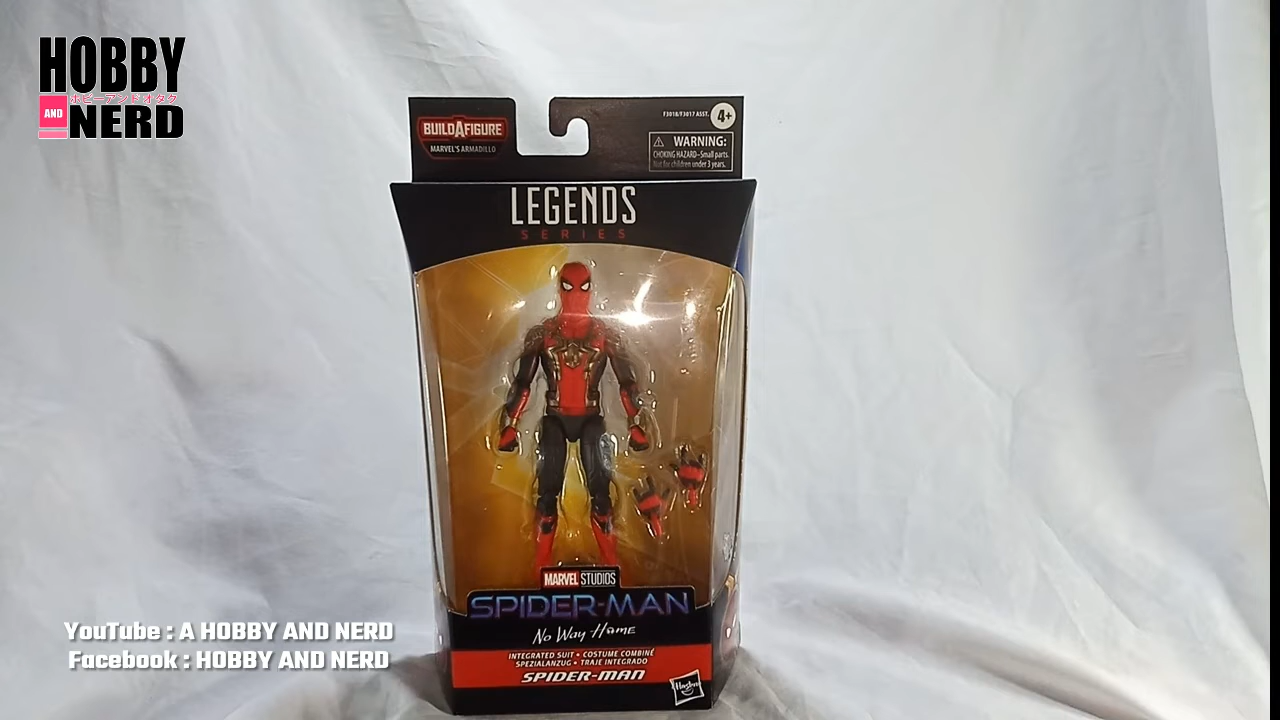 HOBBY
ホビーアンドオタク
AND
NERD
F3018/F3017 ASST.
4+
BUILDAFIGURE
MARVEL'S ARMADILLO
WARNING:
CHOKING HAZARD–Small parts.
Not for children under 3 years.
LEGENDS
SERIES
MARVEL STUDIOS
SPIDER-MAN
No Way Home
INTEGRATED SUIT • COSTUME COMBINÉ
SPEZIALANZUG • TRAJE INTEGRADO
SPIDER-MAN
Hasbro
YouTube : A HOBBY AND NERD
Facebook : HOBBY AND NERD